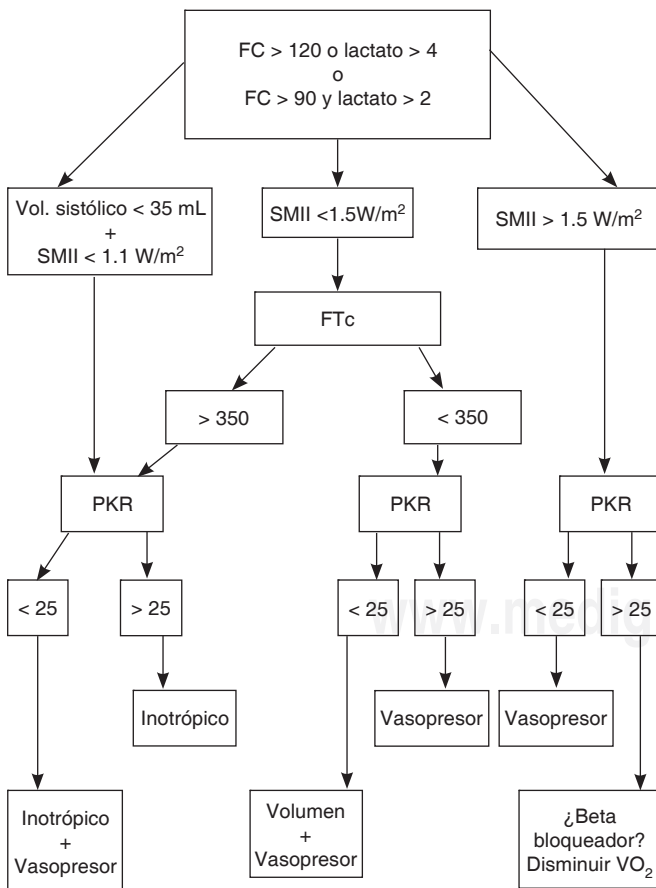 FC > 120 o lactato > 4
o
FC > 90 y lactato > 2
Vol. sistólico < 35 mL
+
SMII < 1.1 W/m²
SMII <1.5W/m²
SMII > 1.5 W/m²
FTc
> 350
< 350
PKR
PKR
PKR
< 25
> 25
< 25
> 25
< 25
> 25
www.medig
Inotrópico
Vasopresor
Vasopresor
Inotrópico
+
Vasopresor
Volumen
+
Vasopresor
¿Beta
bloqueador?
Disminuir VO₂